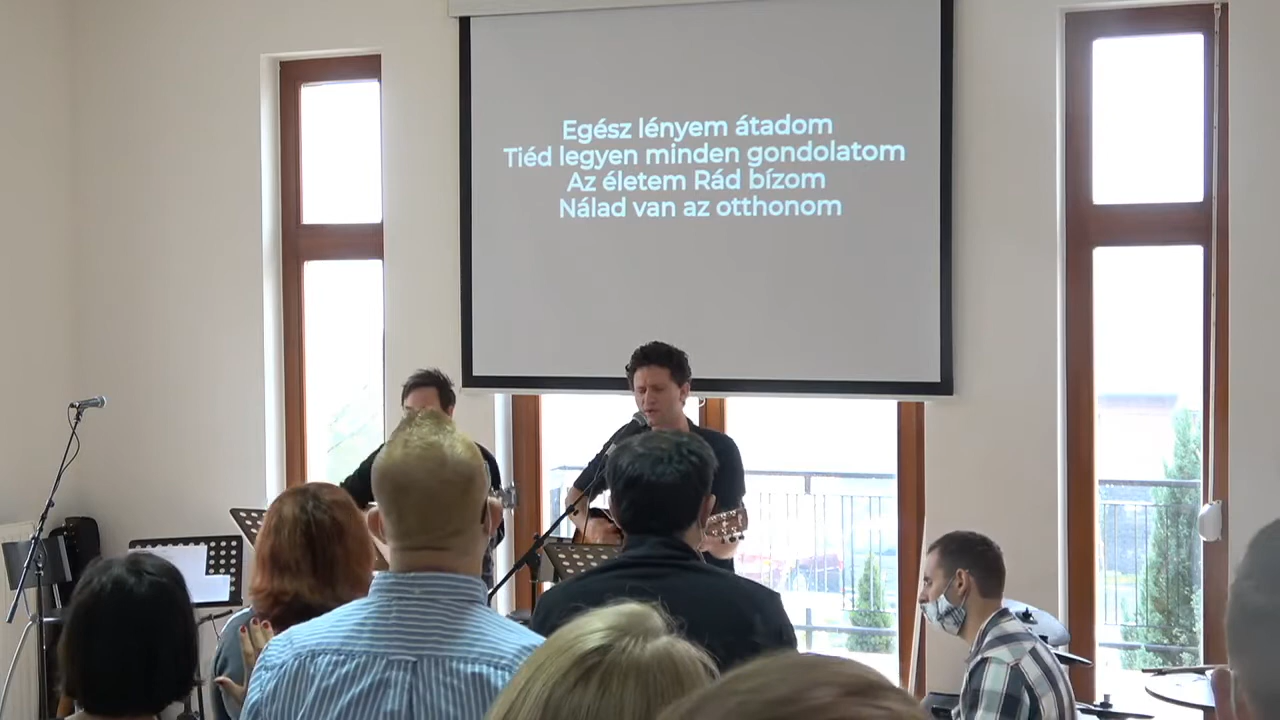 Egész lényem átadom
Tiéd legyen minden gondolatom
Az életem Rád bízom
Nálad van az otthonom